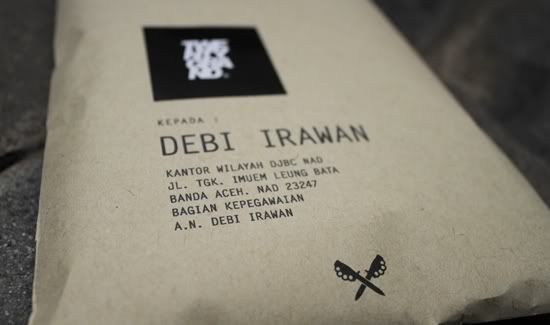 KEPADA :
DEBI IRAWAN
KANTOR WILAYAH DJBC NAD
JL. TGK. IMUEM LEUNG BATA
BANDA ACEH. NAD 23247
BAGIAN KEPEGAWAIAN
A.N. DEBI IRAWAN